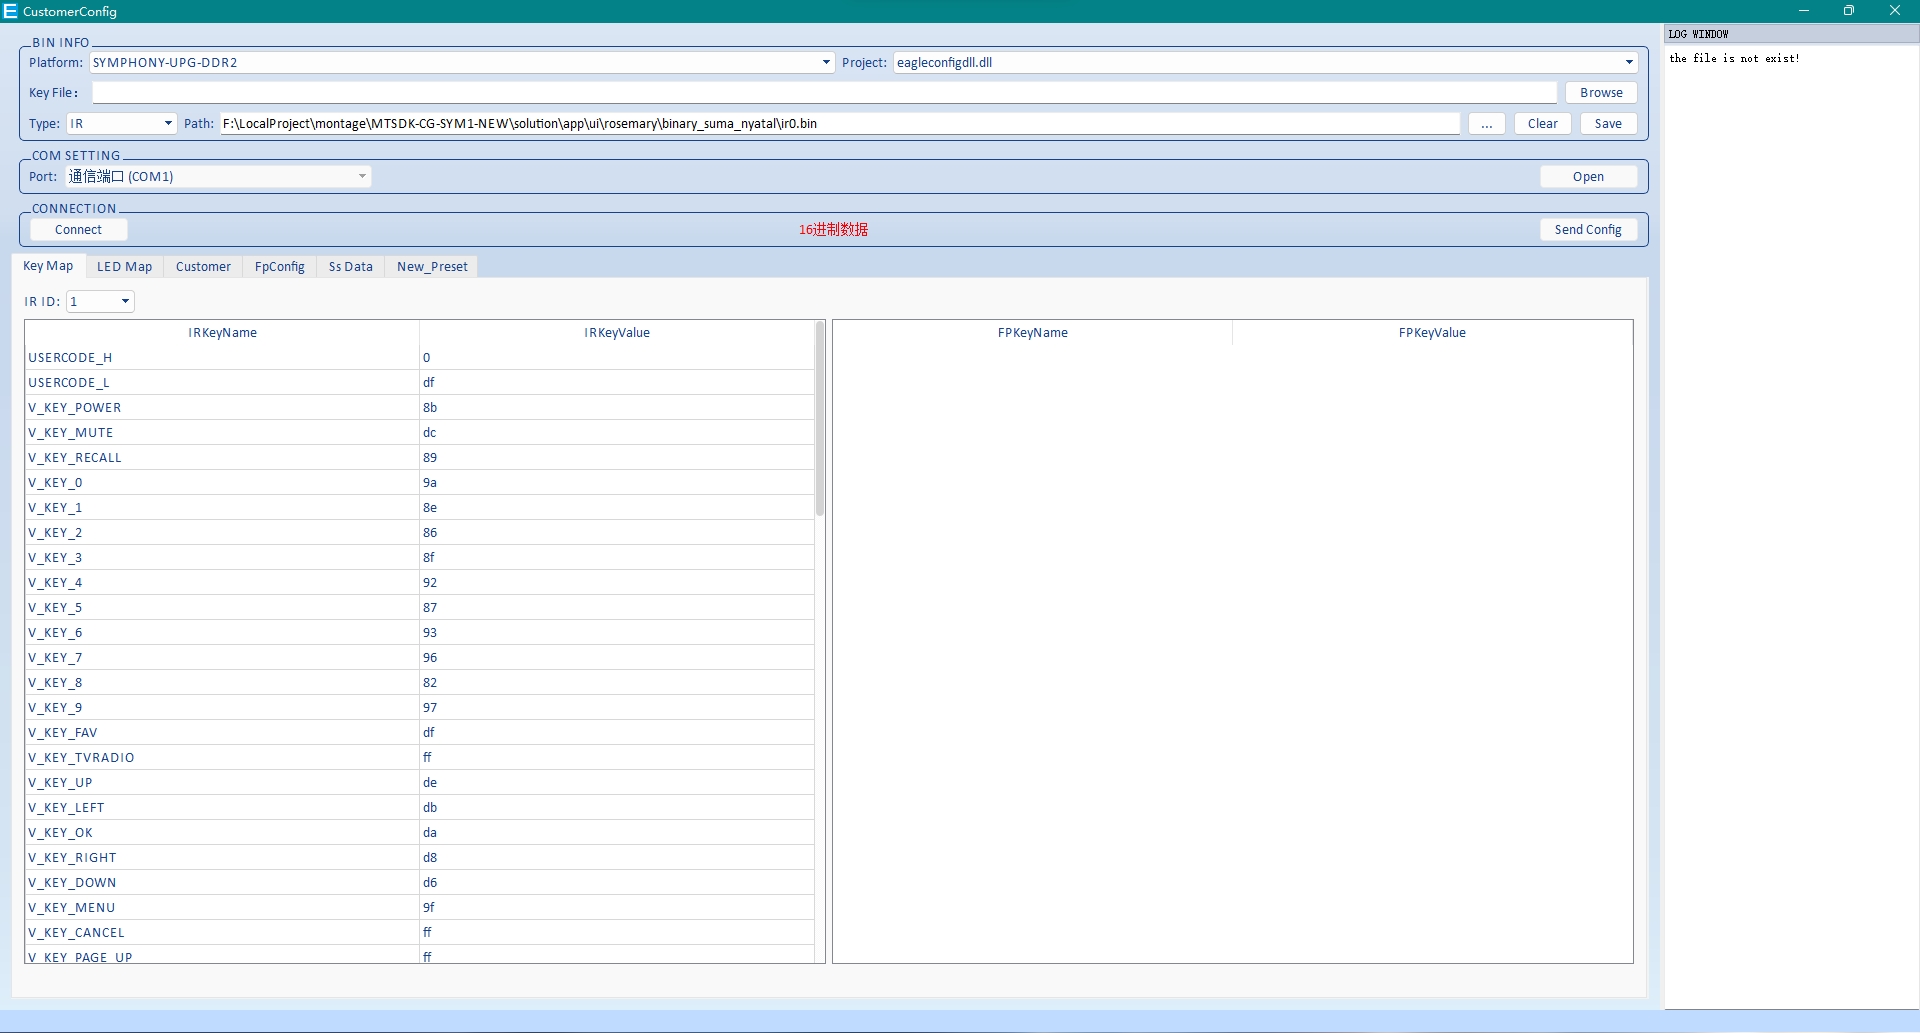 CustomerConfig
BIN INFO
Platform: SYMPHONY-UPG-DDR2 Project: eagleconfigdll.dll
Key File: Browse
Type: IR Path: F:\LocalProject\montage\MTSDK-CG-SYM1-NEW\solution\app\ui\rosemary\binary_suma_nyatal\ir0.bin ... Clear Save
COM SETTING
Port: 通信端口 (COM1) Open
CONNECTION
Connect 16进制数据 Send Config
Key Map LED Map Customer FpConfig Ss Data New_Preset
IR ID: 1
IRKeyName IRKeyValue FPKeyName FPKeyValue
USERCODE_H 0
USERCODE_L df
V_KEY_POWER 8b
V_KEY_MUTE dc
V_KEY_RECALL 89
V_KEY_0 9a
V_KEY_1 8e
V_KEY_2 86
V_KEY_3 8f
V_KEY_4 92
V_KEY_5 87
V_KEY_6 93
V_KEY_7 96
V_KEY_8 82
V_KEY_9 97
V_KEY_FAV df
V_KEY_TVRADIO ff
V_KEY_UP de
V_KEY_LEFT db
V_KEY_OK da
V_KEY_RIGHT d8
V_KEY_DOWN d6
V_KEY_MENU 9f
V_KEY_CANCEL ff
V_KEY_PAGE_UP ff
LOG WINDOW
the file is not exist!